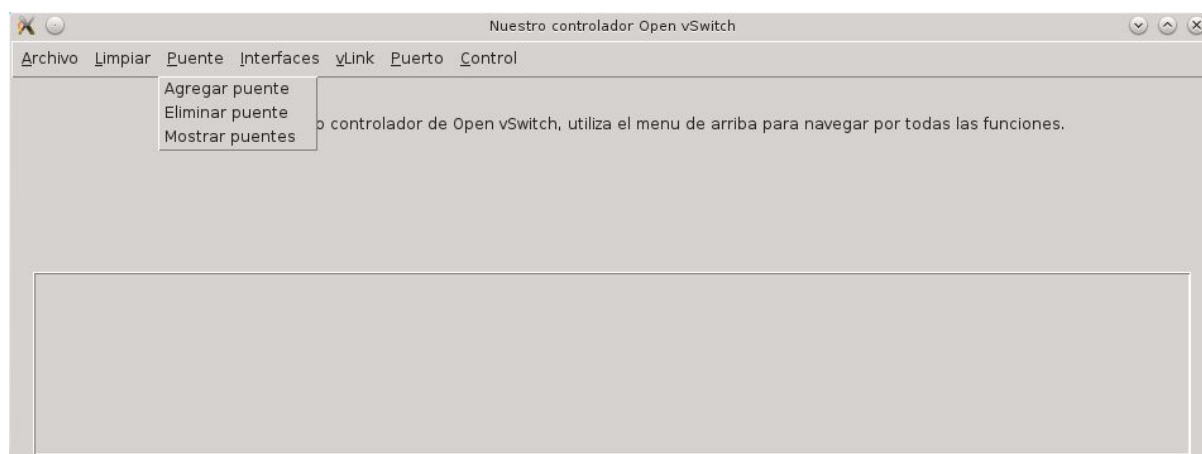 Nuestro controlador Open vSwitch
Archivo Limpiar Puente Interfaces vLink Puerto Control
Agregar puente
Eliminar puente
o controlador de Open vSwitch, utiliza el menu de arriba para navegar por todas las funciones.
Mostrar puentes